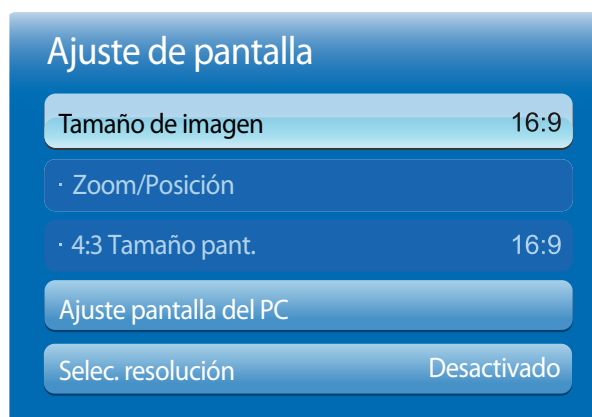 Ajuste de pantalla
Tamaño de imagen 16:9
· Zoom/Posición
· 4:3 Tamaño pant. 16:9
Ajuste pantalla del PC
Selec. resolución Desactivado